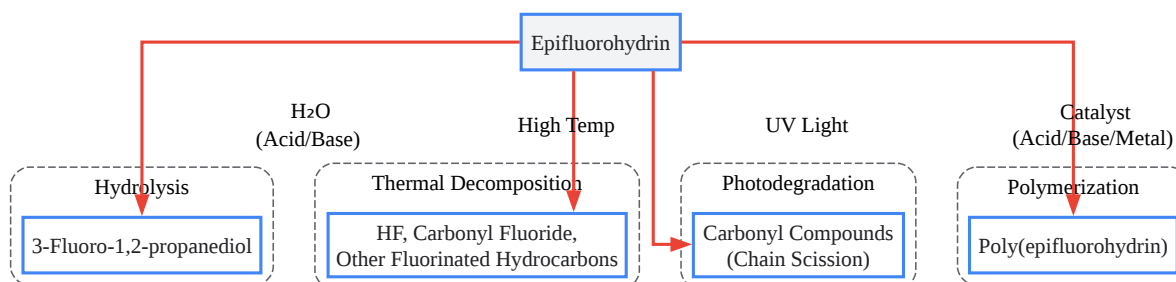 Epifluorohydrin
H₂O
(Acid/Base)
High Temp
UV Light
Catalyst
(Acid/Base/Metal)
Hydrolysis
Thermal Decomposition
Photodegradation
Polymerization
3-Fluoro-1,2-propanediol
HF, Carbonyl Fluoride,
Other Fluorinated Hydrocarbons
Carbonyl Compounds
(Chain Scission)
Poly(epifluorohydrin)